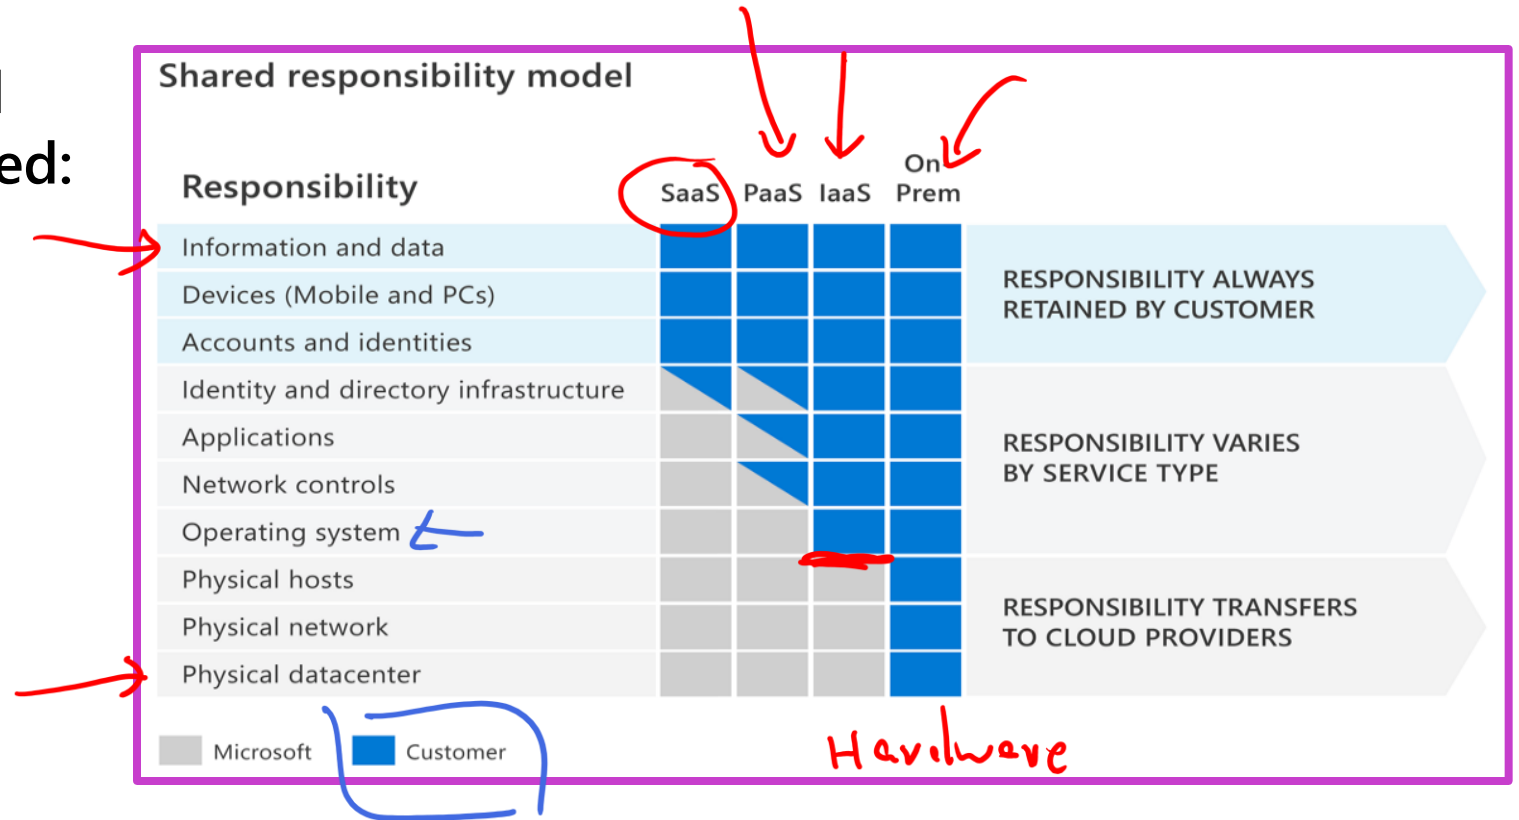 ed:
Shared responsibility model
Responsibility SaaS PaaS IaaS On-Prem
Information and data
Devices (Mobile and PCs)
Accounts and identities
RESPONSIBILITY ALWAYS
RETAINED BY CUSTOMER
Identity and directory infrastructure
Applications
Network controls
Operating system
RESPONSIBILITY VARIES
BY SERVICE TYPE
Physical hosts
Physical network
Physical datacenter
RESPONSIBILITY TRANSFERS
TO CLOUD PROVIDERS
Microsoft Customer
Hardware